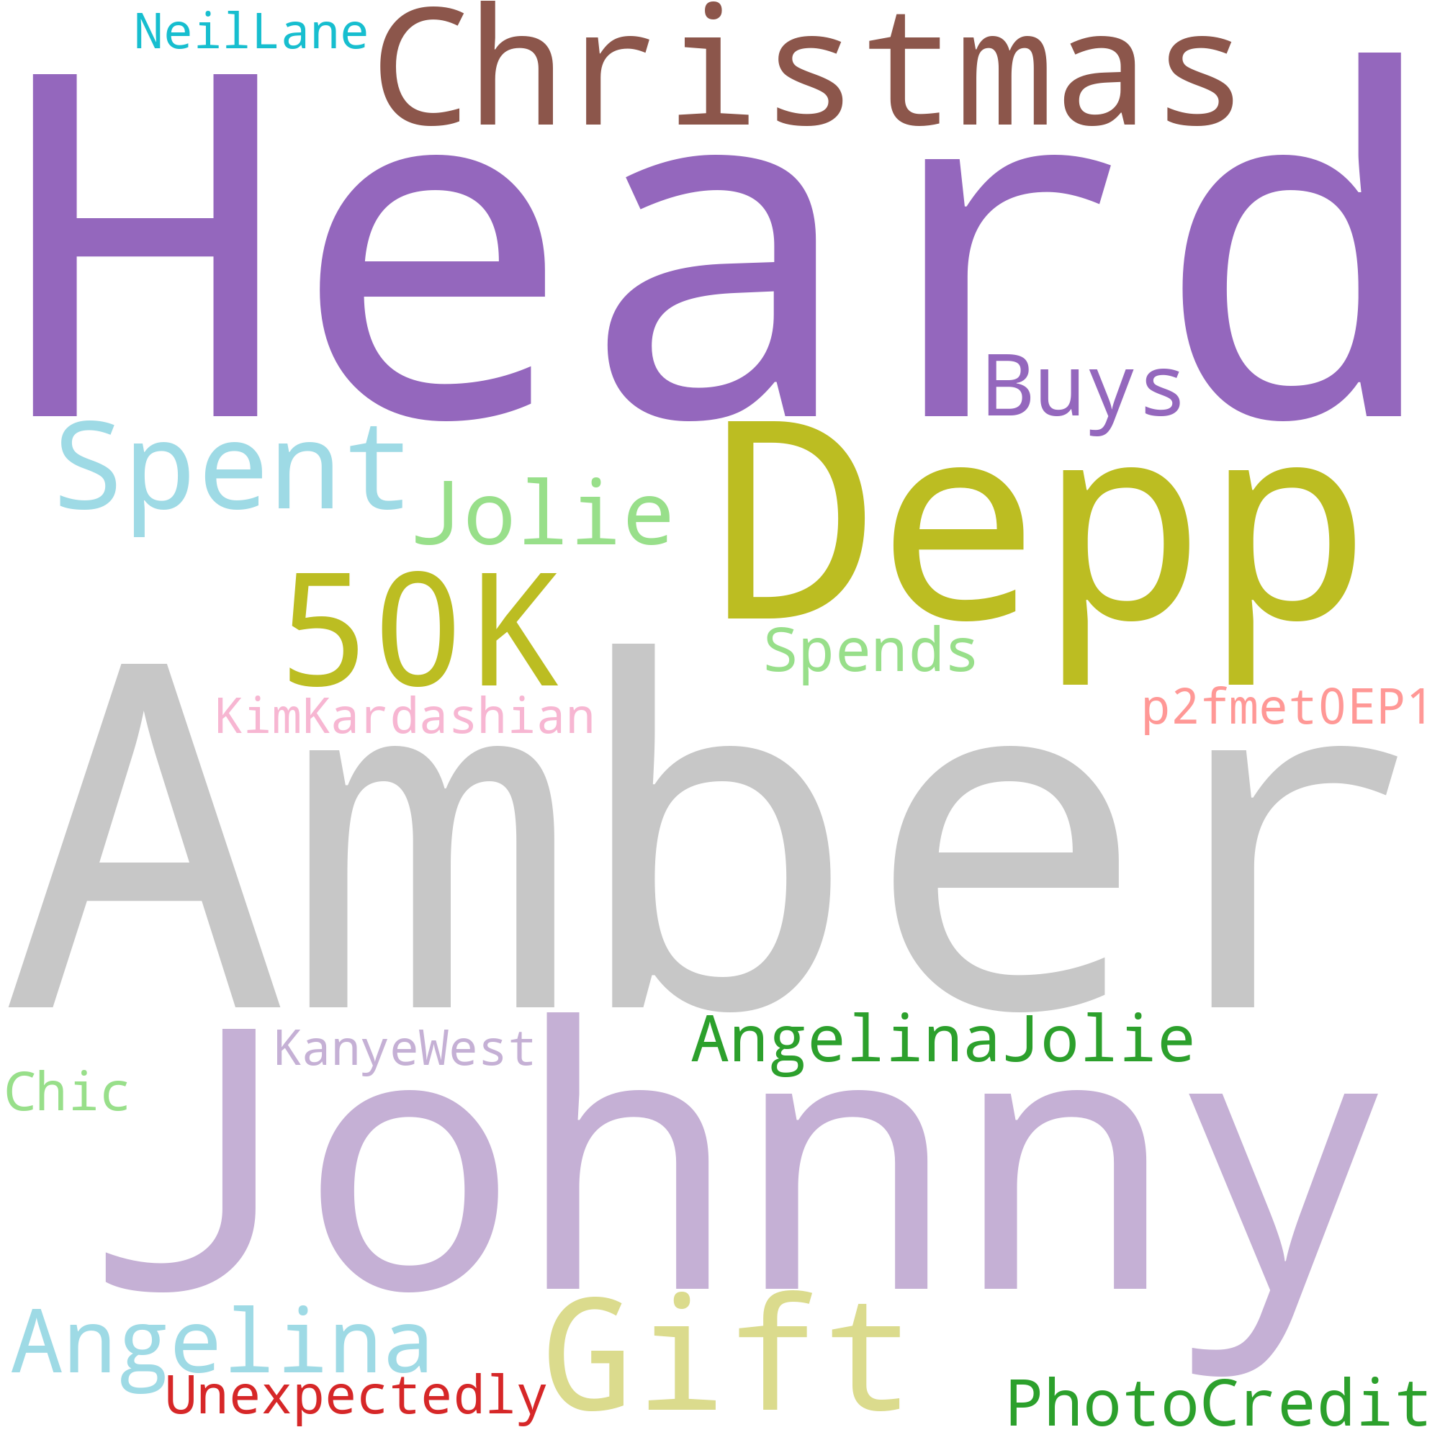 NeilLane
Christmas
Heard
Buys
Spent
Depp
Jolie
50K
Spends
KimKardashian
p2fmet0EP1
Amber
AngelinaJolie
KanyeWest
Johnny
Chic
Gift
Angelina
Unexpectedly
PhotoCredit